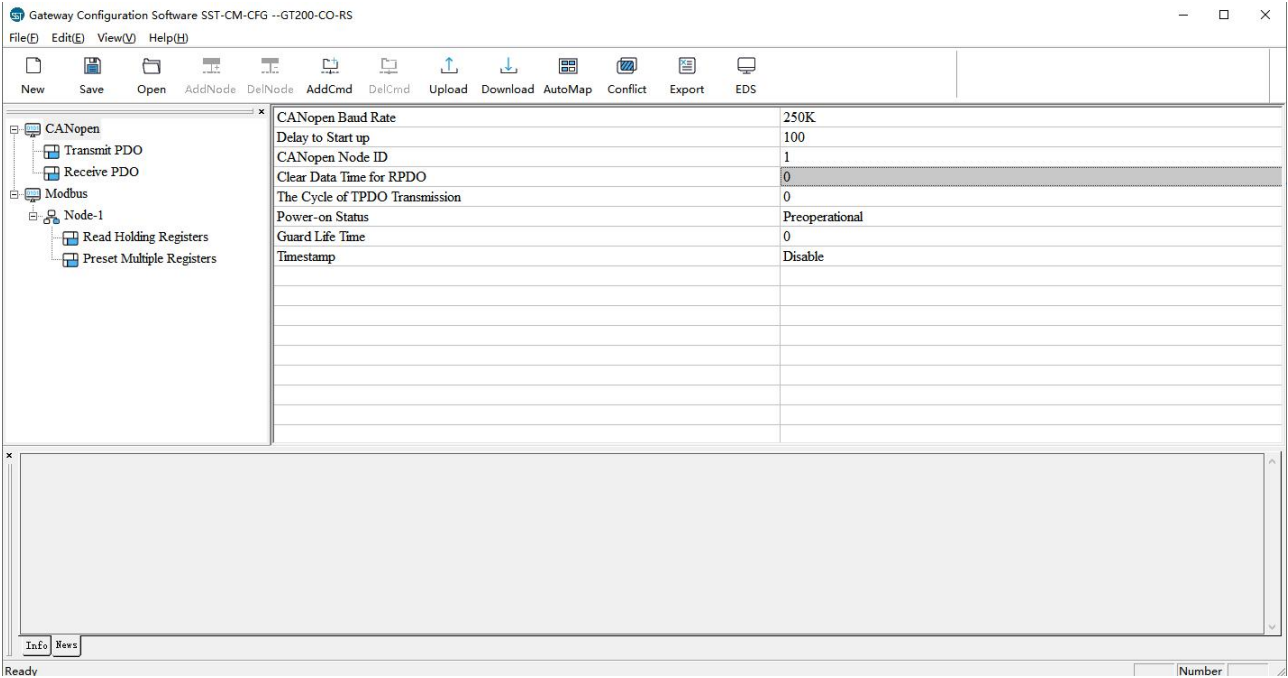 Gateway Configuration Software SST-CM-CFG --GT200-CO-RS
File(F) Edit(E) View(V) Help(H)
New Save Open AddNode DelNode AddCmd DelCmd Upload Download AutoMap Conflict Export EDS
CANopen
Transmit PDO
Receive PDO
Modbus
Node-1
Read Holding Registers
Preset Multiple Registers
CANopen Baud Rate 250K
Delay to Start up 100
CANopen Node ID 1
Clear Data Time for RPDO 0
The Cycle of TPDO Transmission 0
Power-on Status Preoperational
Guard Life Time 0
Timestamp Disable
Info News
Ready Number